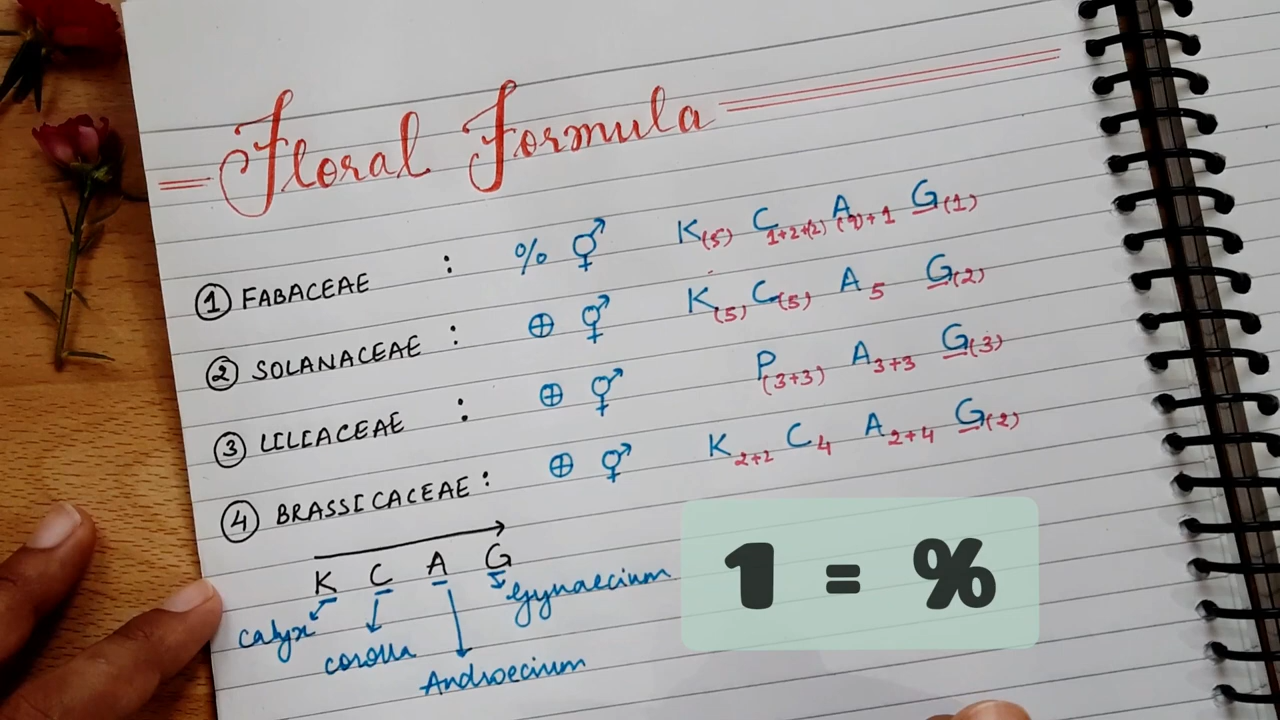 Floral Formula
① FABACEAE : % ⚥ K(5) C1+2+(2) A(9)+1 G(1)
② SOLANACEAE : ⊕ ⚥ K(5) C(5) A5 G(2)
③ LILIACEAE : ⊕ ⚥ P(3+3) A3+3 G(3)
④ BRASSICACEAE : ⊕ ⚥ K2+2 C4 A2+4 G(2)
K C A G
calyx
corolla
Androecium
Gynaecium
1 = %